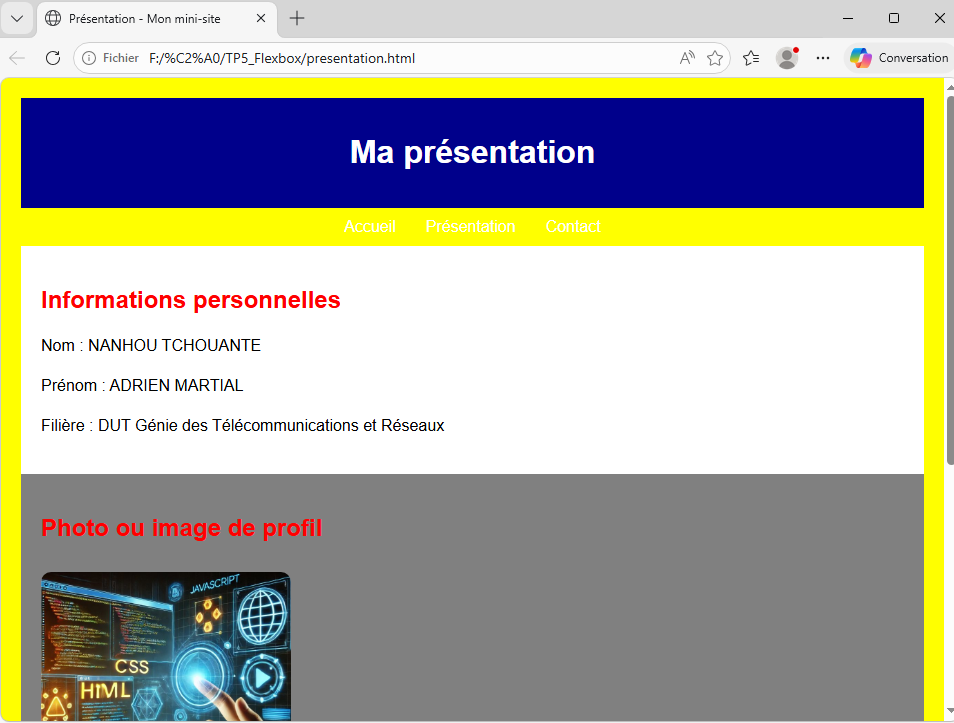 Présentation - Mon mini-site
Fichier F:/%C2%A0/TP5_Flexbox/presentation.html
Conversation
Ma présentation
Accueil Présentation Contact
Informations personnelles
Nom : NANHOU TCHOUANTE
Prénom : ADRIEN MARTIAL
Filière : DUT Génie des Télécommunications et Réseaux
Photo ou image de profil
JAVASCRIPT
CSS
HTML